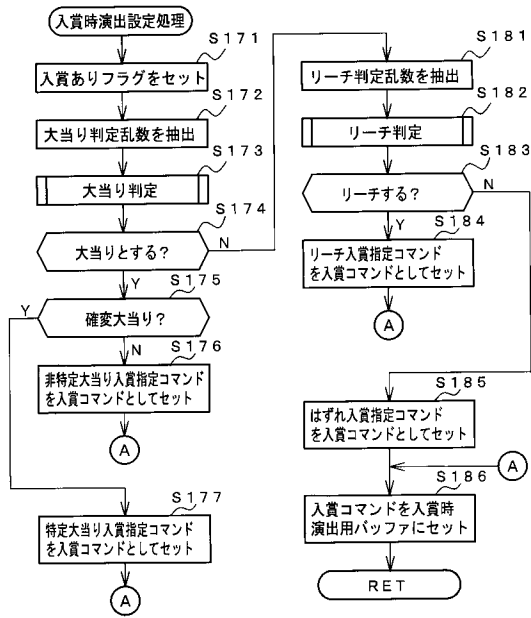 入賞時演出設定処理
S171
入賞ありフラグをセット
S172
大当り判定乱数を抽出
S173
大当り判定
S174
大当りとする?
N
Y
S175
Y
確変大当り?
N
S176
非特定大当り入賞指定コマンド
を入賞コマンドとしてセット
A
S177
特定大当り入賞指定コマンド
を入賞コマンドとしてセット
A
S181
リーチ判定乱数を抽出
S182
リーチ判定
S183
リーチする?
N
Y
S184
リーチ入賞指定コマンド
を入賞コマンドとしてセット
A
S185
はずれ入賞指定コマンド
を入賞コマンドとしてセット
A
S186
入賞コマンドを入賞時
演出用バッファにセット
RET